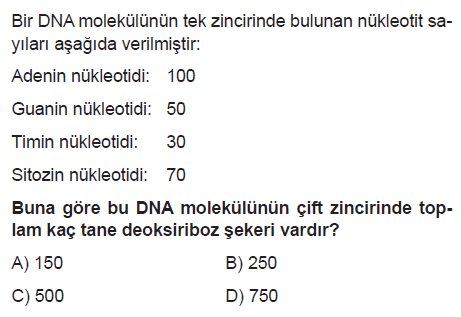 Bir DNA molekülünün tek zincirinde bulunan nükleotit sa-
yıları aşağıda verilmiştir:
Adenin nükleotidi: 100
Guanin nükleotidi: 50
Timin nükleotidi: 30
Sitozin nükleotidi: 70
Buna göre bu DNA molekülünün çift zincirinde top-
lam kaç tane deoksiriboz şekeri vardır?
A) 150 B) 250
C) 500 D) 750